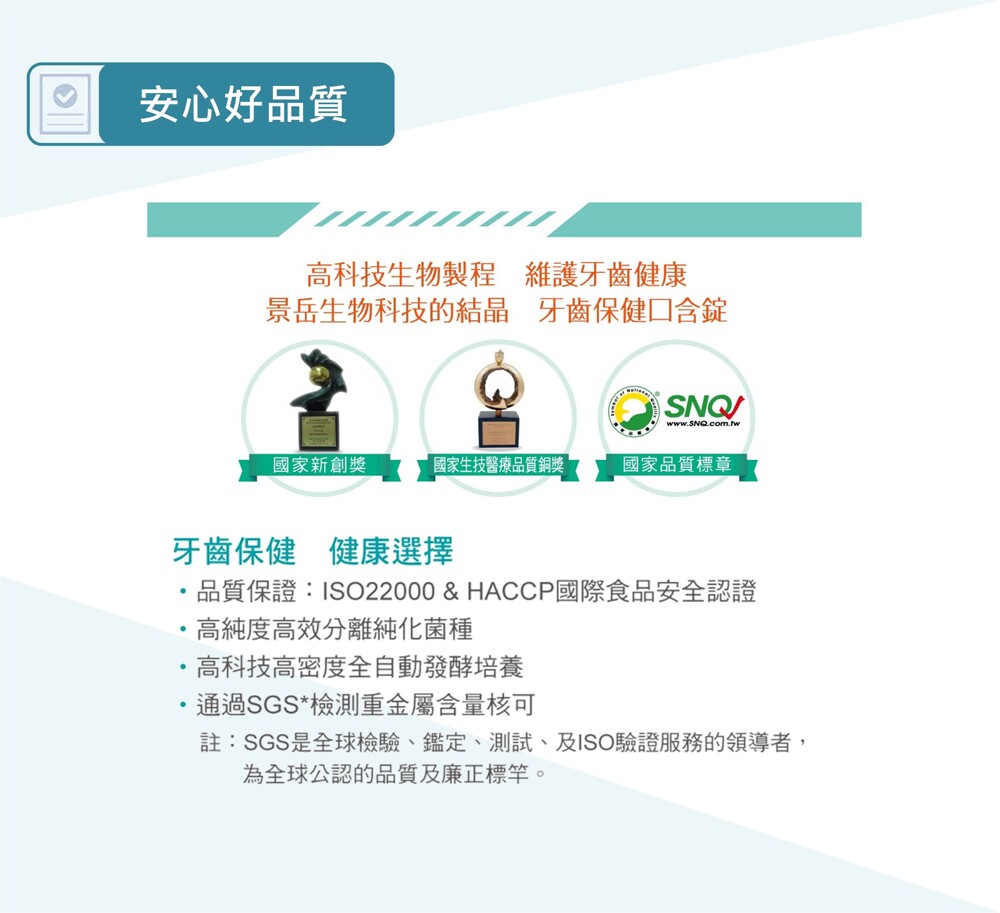 安心好品質
高科技生物製程　維護牙齒健康
景岳生物科技的結晶　牙齒保健口含錠
SNQ
www.SNQ.com.tw
國家新創獎
國家生技醫療品質銅獎
國家品質標章
牙齒保健　健康選擇
・品質保證：ISO22000 & HACCP國際食品安全認證
・高純度高效分離純化菌種
・高科技高密度全自動發酵培養
・通過SGS*檢測重金屬含量核可
註：SGS是全球檢驗、鑑定、測試、及ISO驗證服務的領導者，
為全球公認的品質及廉正標竿。